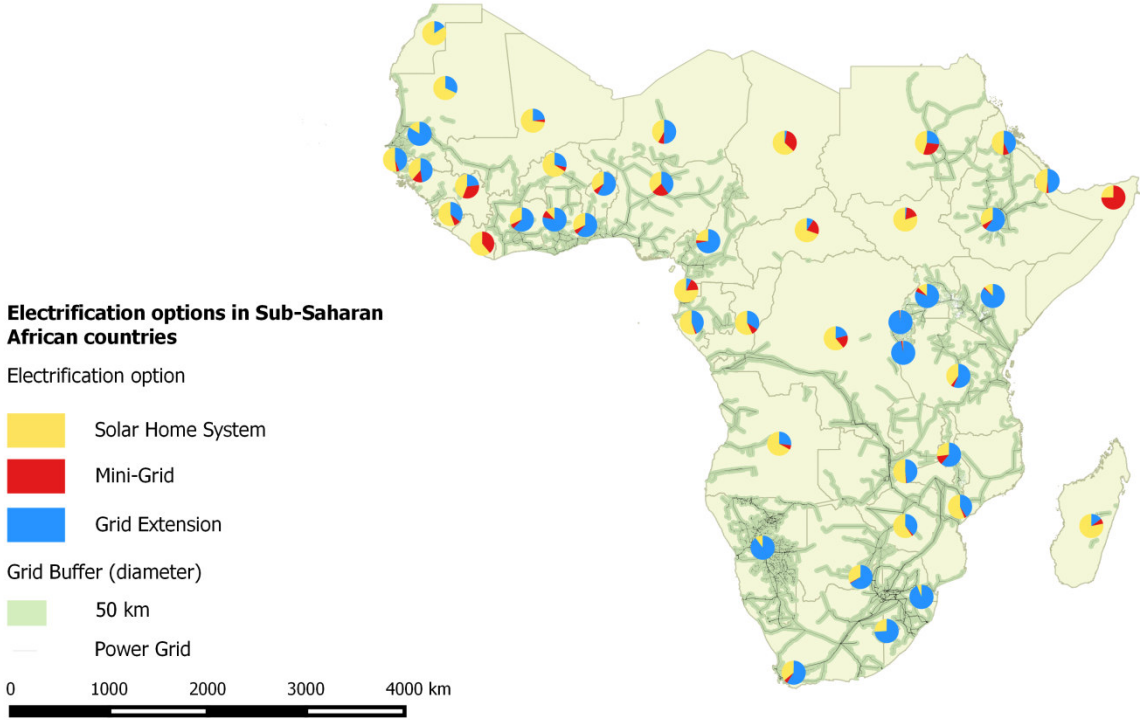 Electrification options in Sub-Saharan
African countries
Electrification option
Solar Home System
Mini-Grid
Grid Extension
Grid Buffer (diameter)
50 km
Power Grid
0 1000 2000 3000 4000 km